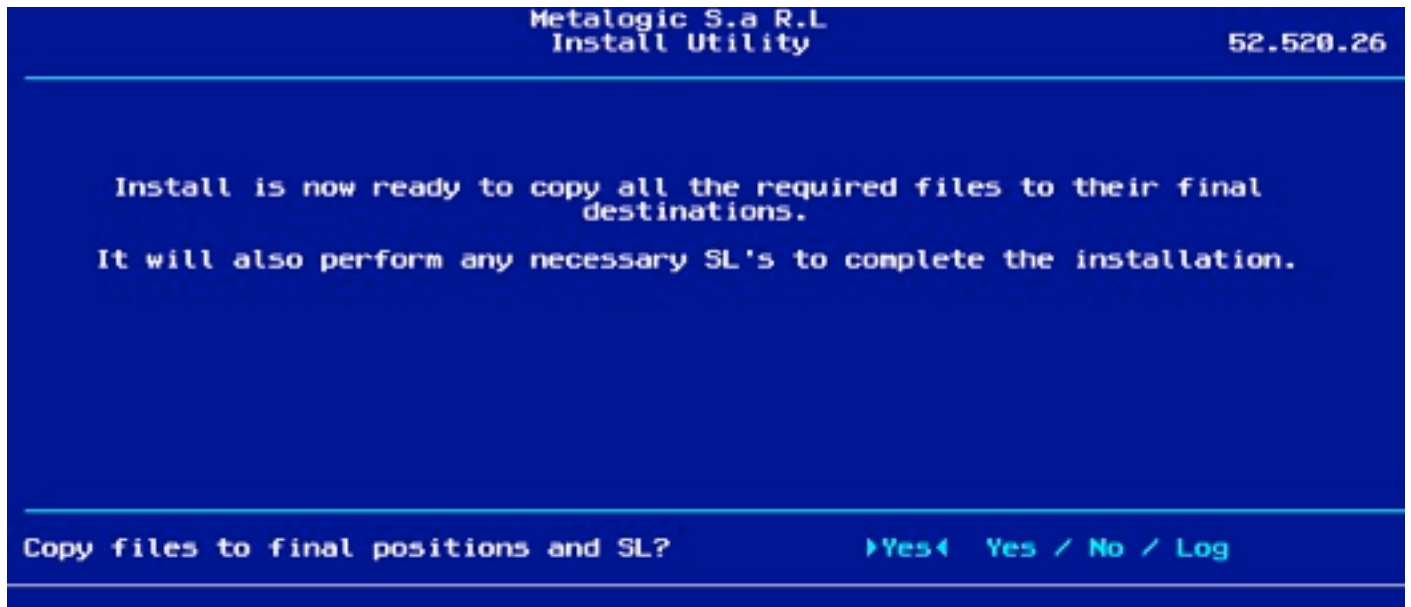 Metalogic S.a R.L
Install Utility
52.520.26
Install is now ready to copy all the required files to their final
destinations.
It will also perform any necessary SL's to complete the installation.
Copy files to final positions and SL? ▶Yes◀ Yes / No / Log